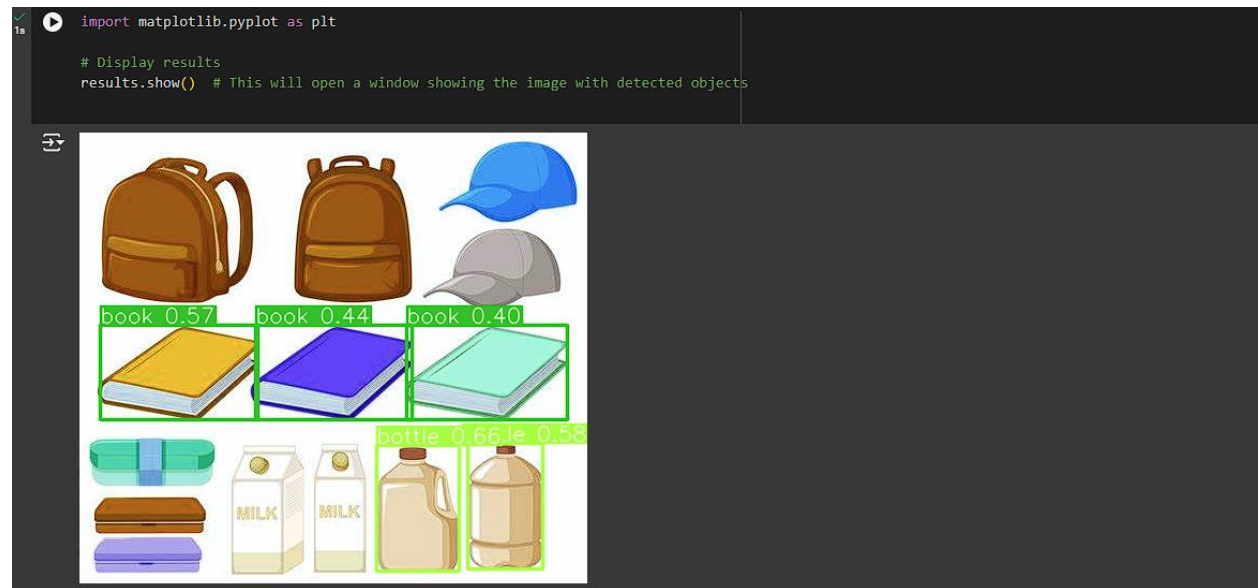 1s
import matplotlib.pyplot as plt
# Display results
results.show()  # This will open a window showing the image with detected objects
book 0.57 book 0.44 book 0.40
bottle 0.66 le 0.58
MILK MILK